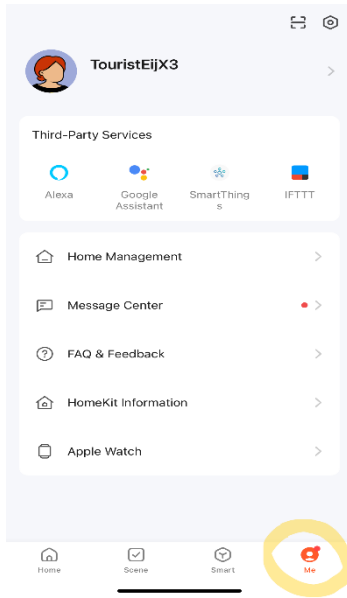 TouristEijX3
Third-Party Services
Alexa
Google
Assistant
SmartThing
s
IFTTT
Home Management
Message Center
FAQ & Feedback
HomeKit Information
Apple Watch
Home
Scene
Smart
Me